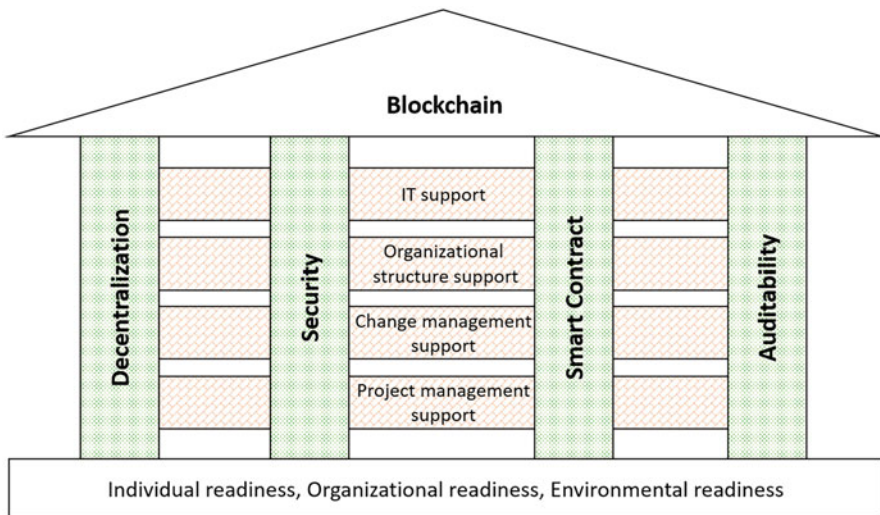 Blockchain
Decentralization
Security
IT support
Organizational
structure support
Change management
support
Project management
support
Smart Contract
Auditability
Individual readiness, Organizational readiness, Environmental readiness